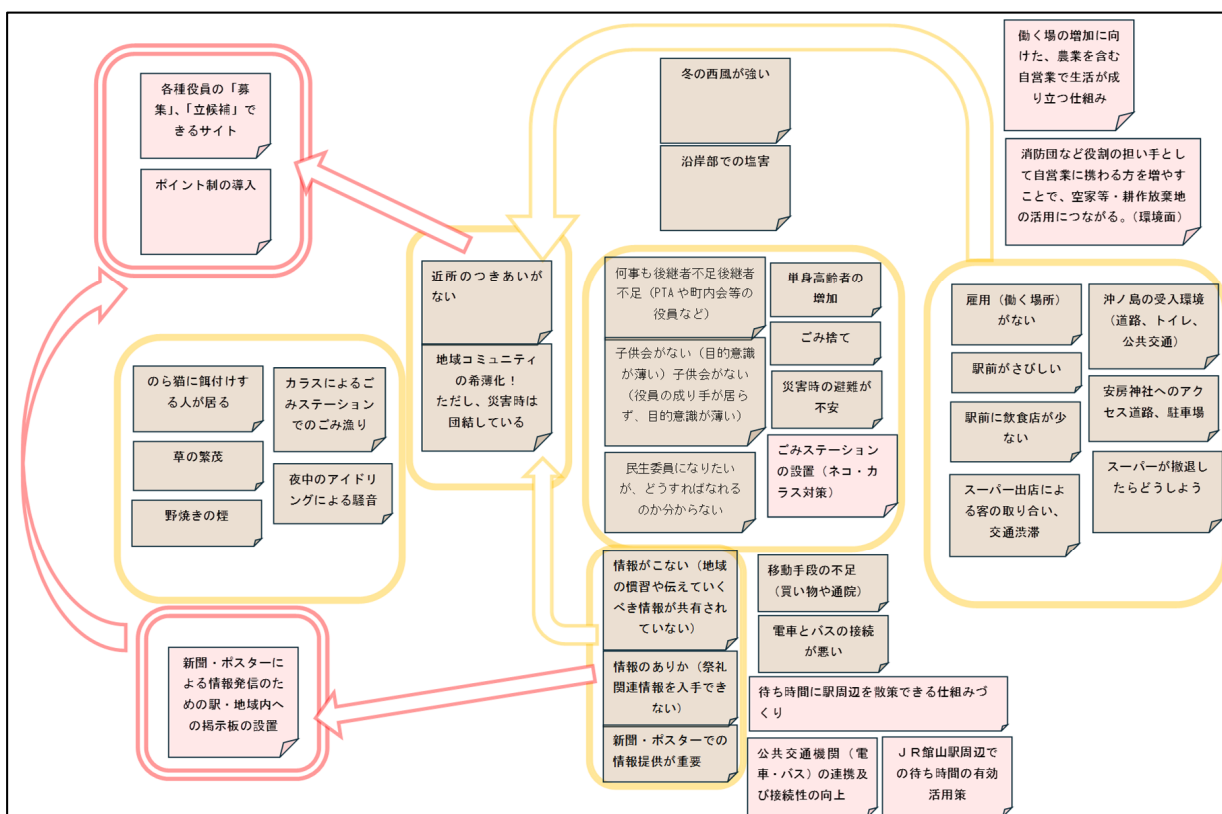 各種役員の「募
集」、「立候補」で
きるサイト
ポイント制の導入
冬の西風が強い
沿岸部での塩害
働く場の増加に向
けた、農業を含む
自営業で生活が成
り立つ仕組み
消防団など役割の担い手とし
て自営業に携わる方を増やす
ことで、空家等・耕作放棄地
の活用につながる。（環境面）
近所のつきあいが
ない
地域コミュニティ
の希薄化！
ただし、災害時は
団結している
何事も後継者不足後継者
不足（PTAや町内会等の
役員など）
子供会がない（目的意識
が薄い）子供会がない
（役員の成り手が居ら
ず、目的意識が薄い）
民生委員になりたい
が、どうすればなれる
のか分からない
単身高齢者の
増加
ごみ捨て
災害時の避難が
不安
ごみステーション
の設置（ネコ・カ
ラス対策）
雇用（働く場所）
がない
駅前がさびしい
駅前に飲食店が少
ない
スーパー出店によ
る客の取り合い、
交通渋滞
沖ノ島の受入環境
（道路、トイレ、
公共交通）
安房神社へのアク
セス道路、駐車場
スーパーが撤退し
たらどうしよう
のら猫に餌付けす
る人が居る
草の繁茂
野焼きの煙
カラスによるご
みステーション
でのごみ漁り
夜中のアイドリ
ングによる騒音
新聞・ポスターに
よる情報発信のた
めの駅・地域内へ
の掲示板の設置
情報がこない（地域
の慣習や伝えていく
べき情報が共有され
ていない）
情報のありか（祭礼
関連情報を入手でき
ない）
新聞・ポスターでの
情報提供が重要
移動手段の不足
（買い物や通院）
電車とバスの接続
が悪い
待ち時間に駅周辺を散策できる仕組みづ
くり
公共交通機関（電
車・バス）の連携及
び接続性の向上
ＪＲ館山駅周辺で
の待ち時間の有効
活用策